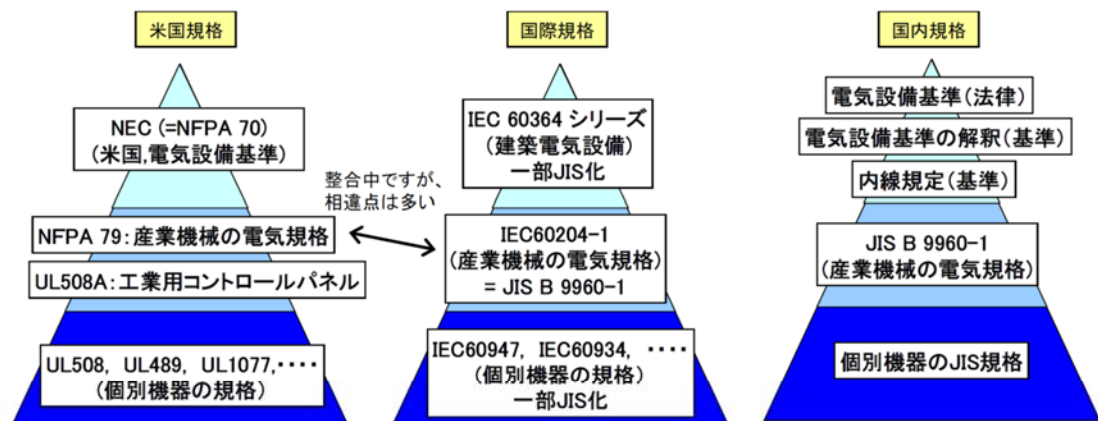 米国規格
NEC (=NFPA 70)
(米国,電気設備基準)
NFPA 79:産業機械の電気規格
UL508A:工業用コントロールパネル
UL508, UL489, UL1077,････
(個別機器の規格)
整合中ですが、
相違点は多い
国際規格
IEC 60364 シリーズ
(建築電気設備)
一部JIS化
IEC60204-1
(産業機械の電気規格)
= JIS B 9960-1
IEC60947, IEC60934, ････
(個別機器の規格)
一部JIS化
国内規格
電気設備基準(法律)
電気設備基準の解釈(基準)
内線規定(基準)
JIS B 9960-1
(産業機械の電気規格)
個別機器のJIS規格